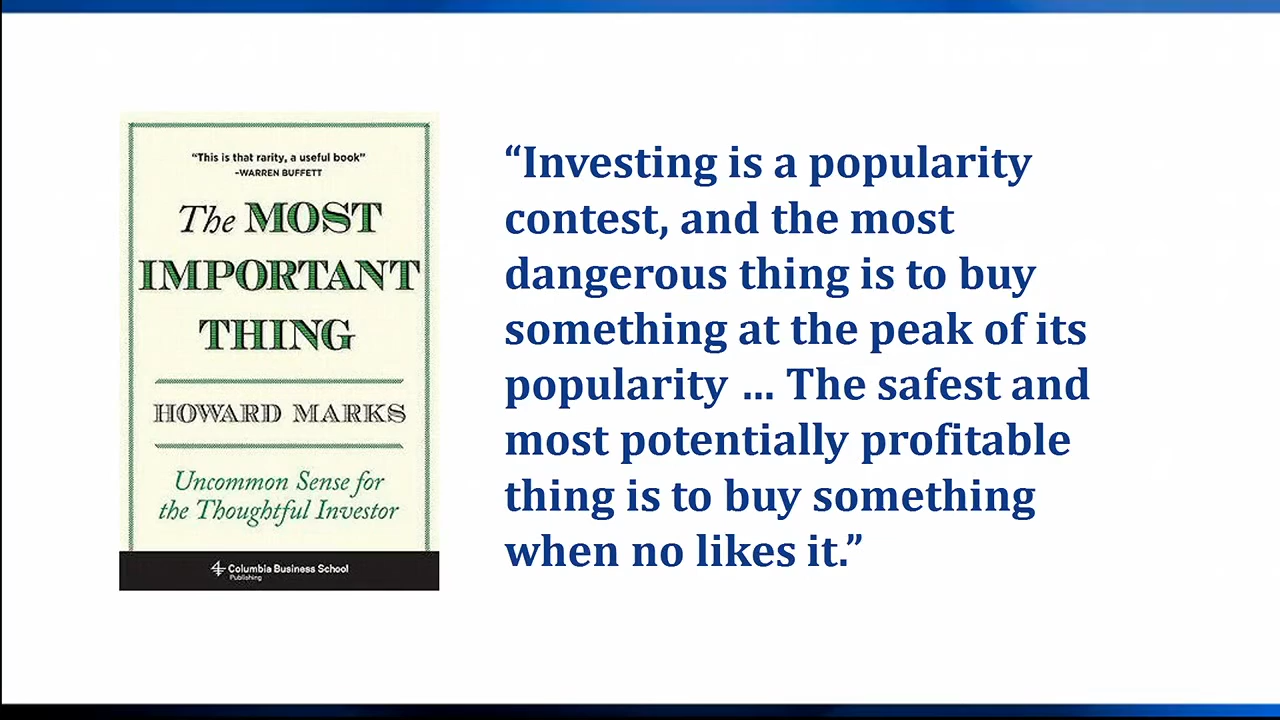 “This is that rarity, a useful book”
-WARREN BUFFETT
The MOST
IMPORTANT
THING
HOWARD MARKS
Uncommon Sense for
the Thoughtful Investor
Columbia Business School
Publishing
“Investing is a popularity
contest, and the most
dangerous thing is to buy
something at the peak of its
popularity ... The safest and
most potentially profitable
thing is to buy something
when no likes it.”